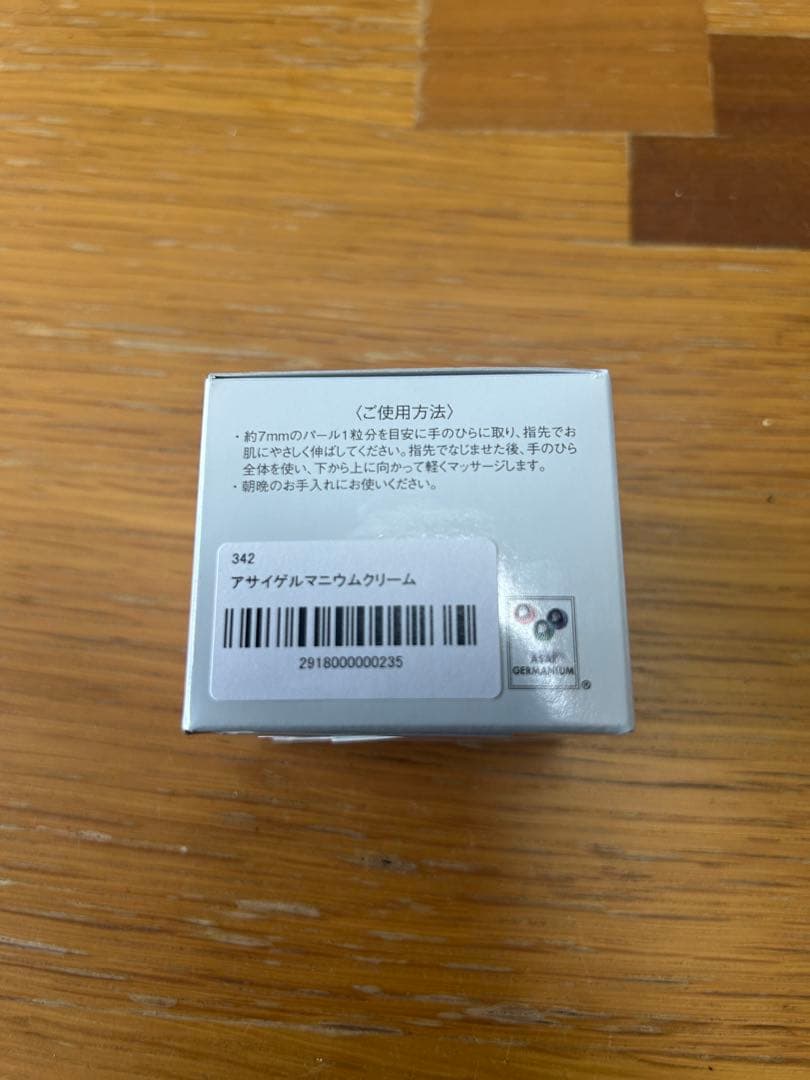 〈ご使用方法〉
・約7mmのパール1粒分を目安に手のひらに取り、指先でお
肌にやさしく伸ばしてください。指先でなじませた後、手のひら
全体を使い、下から上に向かって軽くマッサージします。
・朝晩のお手入れにお使いください。
342
アサイゲルマニウムクリーム
2918000000235
ASAI
GERMANIUM
®